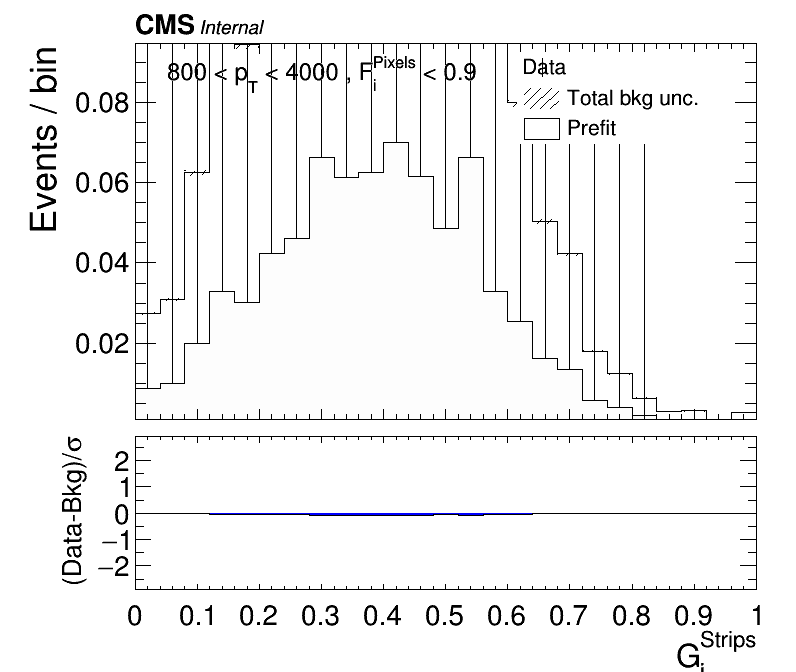 CMS Internal
Events / bin
800 < p_T < 4000 , F_i^Pixels < 0.9
Data
Total bkg unc.
Prefit
0.08
0.06
0.04
0.02
(Data-Bkg)/σ
2
1
0
−1
−2
0 0.1 0.2 0.3 0.4 0.5 0.6 0.7 0.8 0.9 1
G_i^Strips